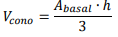 V_cono = (A_basal · h) / 3